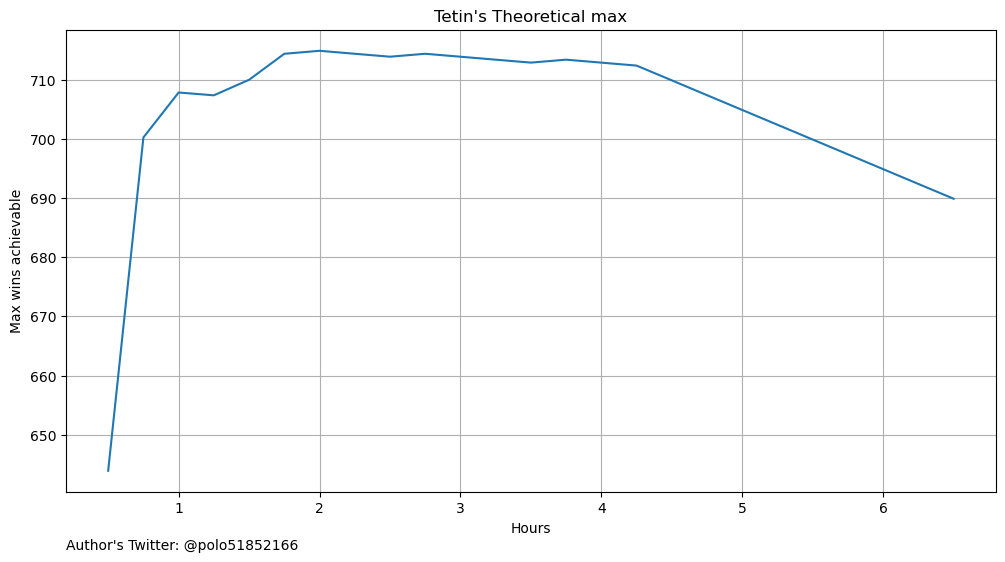 Tetin's Theoretical max
Max wins achievable
710
700
690
680
670
660
650
1 2 3 4 5 6
Hours
Author's Twitter: @polo51852166